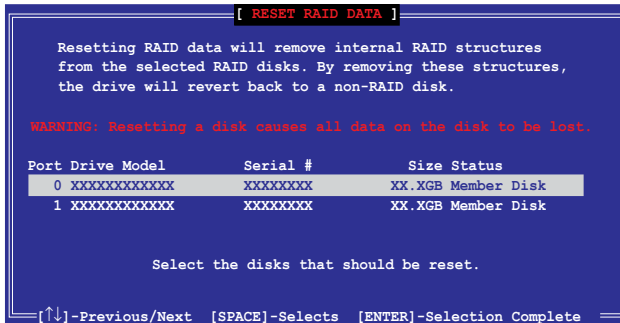 [ RESET RAID DATA ]
Resetting RAID data will remove internal RAID structures
from the selected RAID disks. By removing these structures,
the drive will revert back to a non-RAID disk.
WARNING: Resetting a disk causes all data on the disk to be lost.
Port Drive Model Serial # Size Status
0 XXXXXXXXXXXX XXXXXXXX XX.XGB Member Disk
1 XXXXXXXXXXXX XXXXXXXX XX.XGB Member Disk
Select the disks that should be reset.
[↑↓]-Previous/Next [SPACE]-Selects [ENTER]-Selection Complete